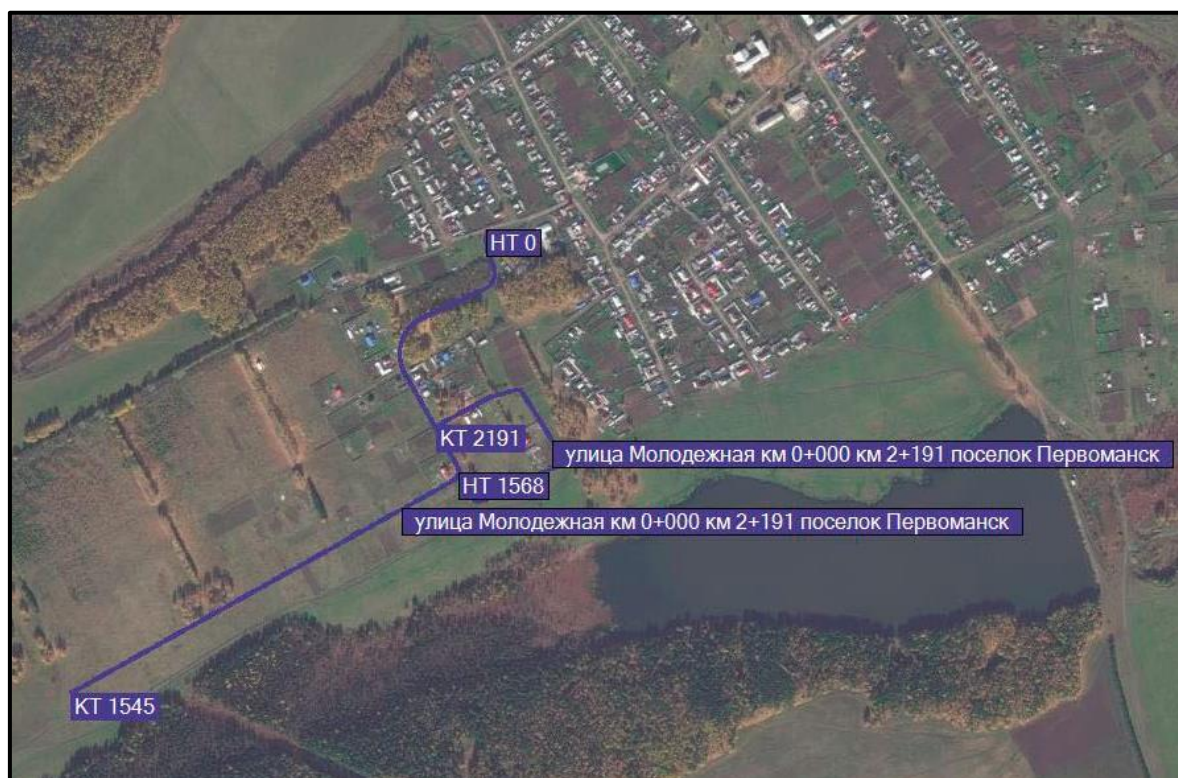 НТ 0
КТ 2191
улица Молодежная км 0+000 км 2+191 поселок Первоманск
НТ 1568
улица Молодежная км 0+000 км 2+191 поселок Первоманск
КТ 1545